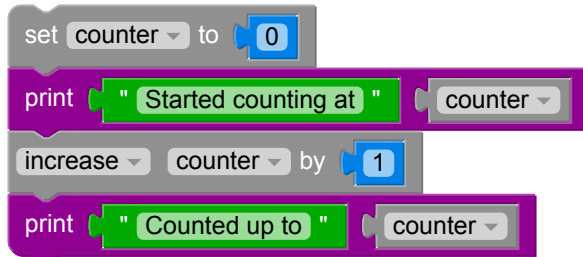 set counter to 0
print " Started counting at " counter
increase counter by 1
print " Counted up to " counter